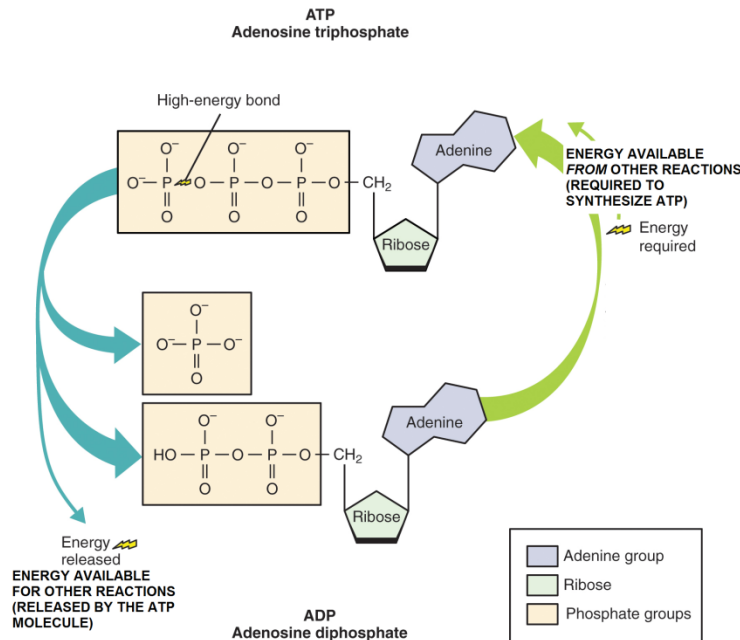 ATP
Adenosine triphosphate
High-energy bond
O⁻ O⁻ O⁻
O⁻ — P — O — P — O — P — O — CH₂
O O O
Adenine
Ribose
ENERGY AVAILABLE
FROM OTHER REACTIONS
(REQUIRED TO
SYNTHESIZE ATP)
Energy
required
O⁻
O⁻ — P — O⁻
O
O⁻ O⁻
HO — P — O — P — O — CH₂
O O
Adenine
Ribose
Energy
released
ENERGY AVAILABLE
FOR OTHER REACTIONS
(RELEASED BY THE ATP
MOLECULE)
ADP
Adenosine diphosphate
Adenine group
Ribose
Phosphate groups